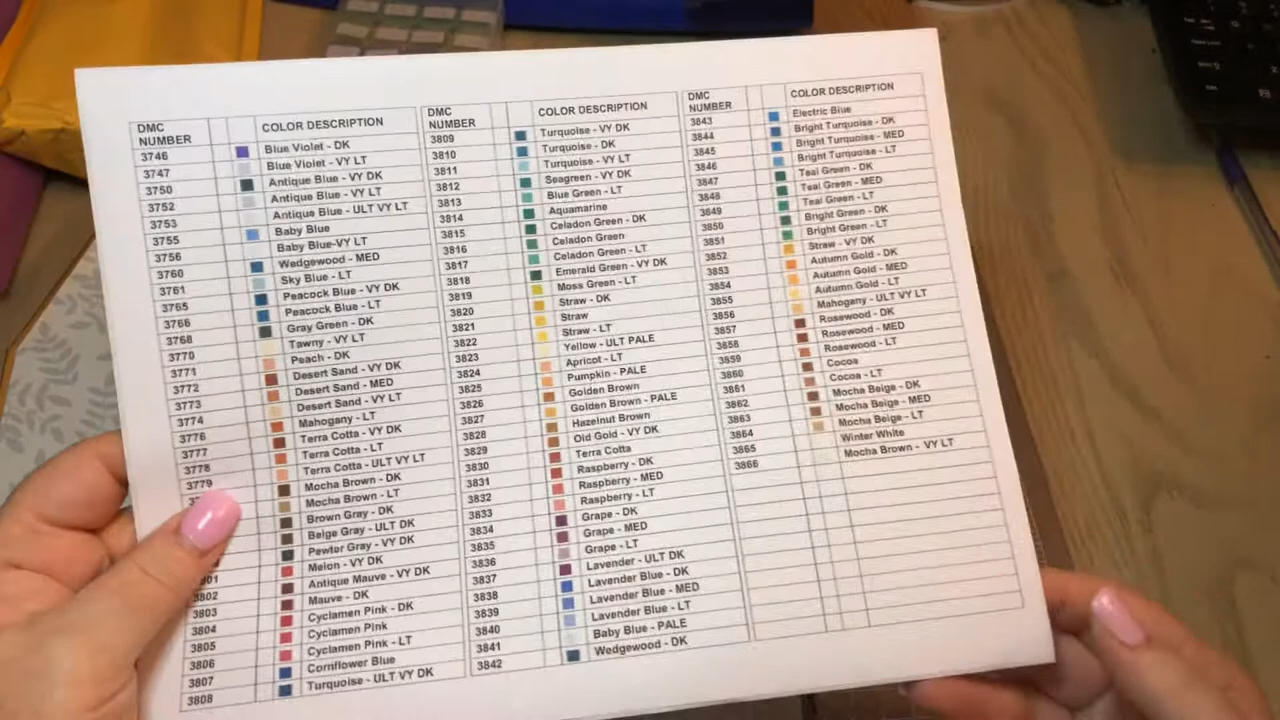 DMC NUMBER COLOR DESCRIPTION
3746 Blue Violet - DK
3747 Blue Violet - VY LT
3750 Antique Blue - VY DK
3752 Antique Blue - VY LT
3753 Antique Blue - ULT VY LT
3755 Baby Blue
3756 Baby Blue-VY LT
3760 Wedgewood - MED
3761 Sky Blue - LT
3765 Peacock Blue - VY DK
3766 Peacock Blue - LT
3768 Gray Green - DK
3770 Tawny - VY LT
3771 Peach - DK
3772 Desert Sand - VY DK
3773 Desert Sand - MED
3774 Desert Sand - VY LT
3776 Mahogany - LT
3777 Terra Cotta - VY DK
3778 Terra Cotta - LT
3779 Terra Cotta - ULT VY LT
Mocha Brown - DK
Mocha Brown - LT
Brown Gray - DK
Beige Gray - ULT DK
Pewter Gray - VY DK
Melon - VY DK
3802 Antique Mauve - VY DK
3803 Mauve - DK
3804 Cyclamen Pink - DK
3805 Cyclamen Pink
3806 Cyclamen Pink - LT
3807 Cornflower Blue
3808 Turquoise - ULT VY DK
DMC NUMBER COLOR DESCRIPTION
3809 Turquoise - VY DK
3810 Turquoise - DK
3811 Turquoise - VY LT
3812 Seagreen - VY DK
3813 Blue Green - LT
3814 Aquamarine
3815 Celadon Green - DK
3816 Celadon Green
3817 Celadon Green - LT
3818 Emerald Green - VY DK
3819 Moss Green - LT
3820 Straw - DK
3821 Straw
3822 Straw - LT
3823 Yellow - ULT PALE
3824 Apricot - LT
3825 Pumpkin - PALE
3826 Golden Brown
3827 Golden Brown - PALE
3828 Hazelnut Brown
3829 Old Gold - VY DK
3830 Terra Cotta
3831 Raspberry - DK
3832 Raspberry - MED
3833 Raspberry - LT
3834 Grape - DK
3835 Grape - MED
3836 Grape - LT
3837 Lavender - ULT DK
3838 Lavender Blue - DK
3839 Lavender Blue - MED
3840 Lavender Blue - LT
3841 Baby Blue - PALE
3842 Wedgewood - DK
DMC NUMBER COLOR DESCRIPTION
3843 Electric Blue
3844 Bright Turquoise - DK
3845 Bright Turquoise - MED
3846 Bright Turquoise - LT
3847 Teal Green - DK
3848 Teal Green - MED
3849 Teal Green - LT
3850 Bright Green - DK
3851 Bright Green - LT
3852 Straw - VY DK
3853 Autumn Gold - DK
3854 Autumn Gold - MED
3855 Autumn Gold - LT
3856 Mahogany - ULT VY LT
3857 Rosewood - DK
3858 Rosewood - MED
3859 Rosewood - LT
3860 Cocoa
3861 Cocoa - LT
3862 Mocha Beige - DK
3863 Mocha Beige - MED
3864 Mocha Beige - LT
3865 Winter White
3866 Mocha Brown - VY LT